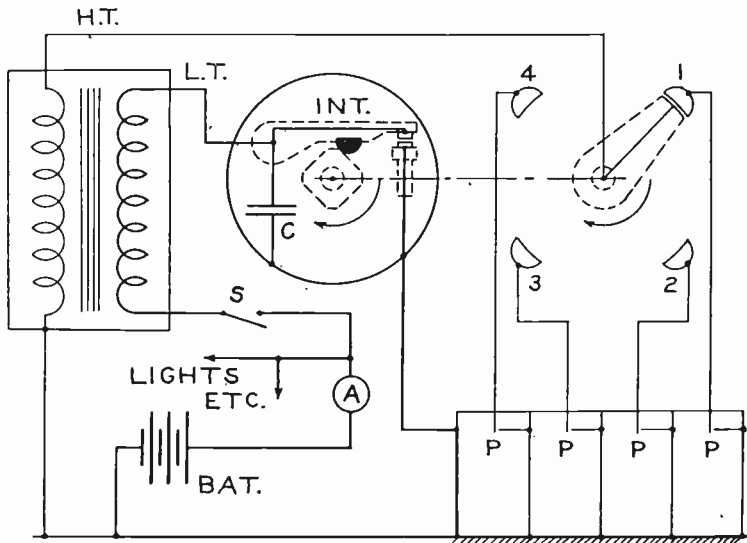 H.T.
L.T.
INT.
4
1
C
3
2
S
LIGHTS
ETC.
A
BAT.
P P P P